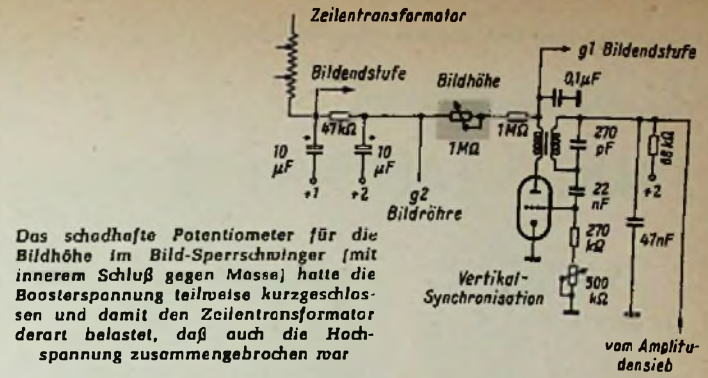 Zeilentransformator
g1 Bildendstufe
Bildendstufe
Bildhöhe
0,1µF
47kΩ
1MΩ
1MΩ
270
pF
68kΩ
10
µF
10
µF
+1
+2
g2
Bildröhre
22
nF
+2
270
kΩ
47nF
500
kΩ
Vertikal-
Synchronisation
vom Amplitu-
densieb
Das schadhafte Potentiometer für die
Bildhöhe im Bild-Sperrschwinger (mit
innerem Schluß gegen Masse) hatte die
Boosterspannung teilweise kurzgeschlos-
sen und damit den Zeilentransformator
derart belastet, daß auch die Hoch-
spannung zusammengebrochen war